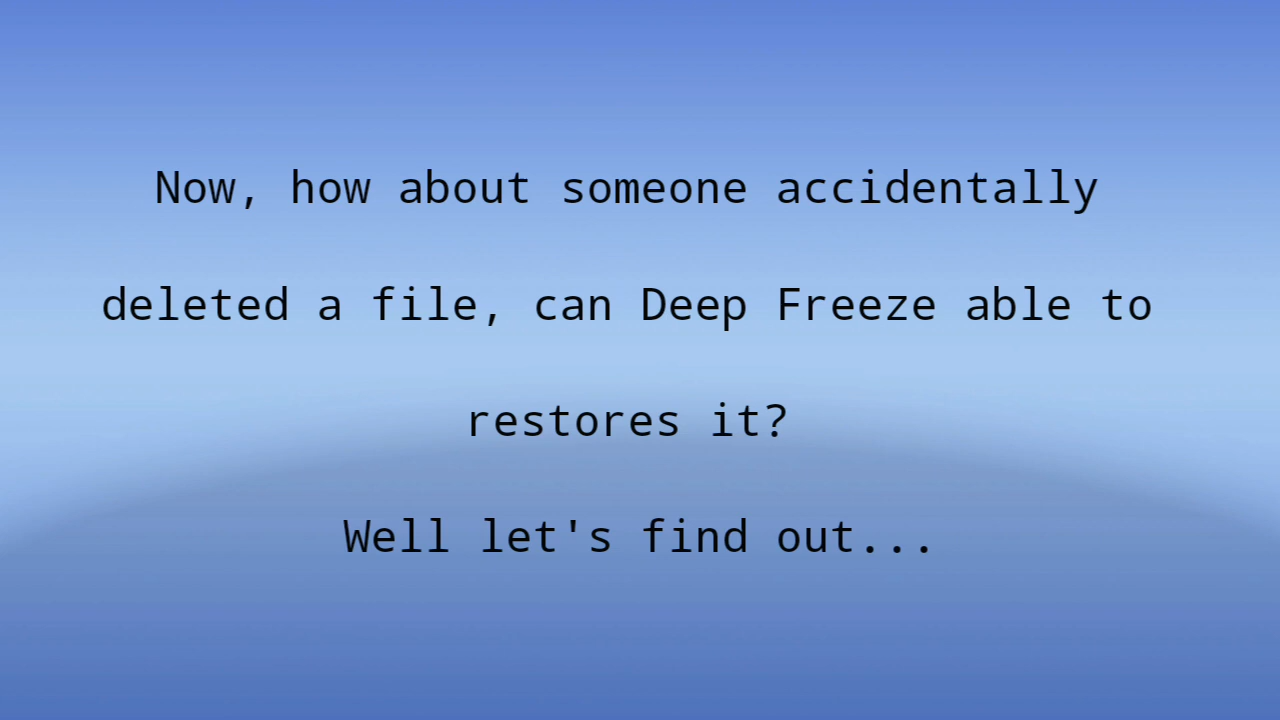 Now, how about someone accidentally
deleted a file, can Deep Freeze able to
restores it?
Well let's find out...